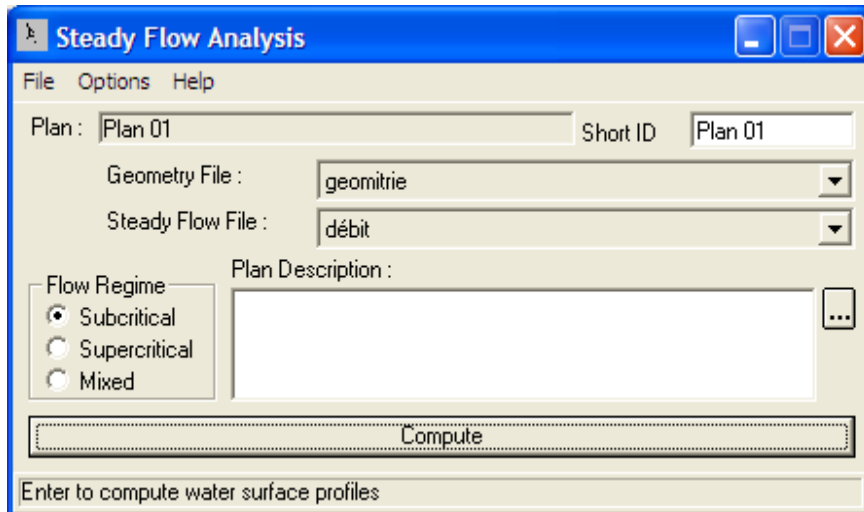 Steady Flow Analysis
File Options Help
Plan : Plan 01 Short ID Plan 01
Geometry File : geomitrie
Steady Flow File : débit
Plan Description :
Flow Regime
Subcritical
Supercritical
Mixed
...
Compute
Enter to compute water surface profiles